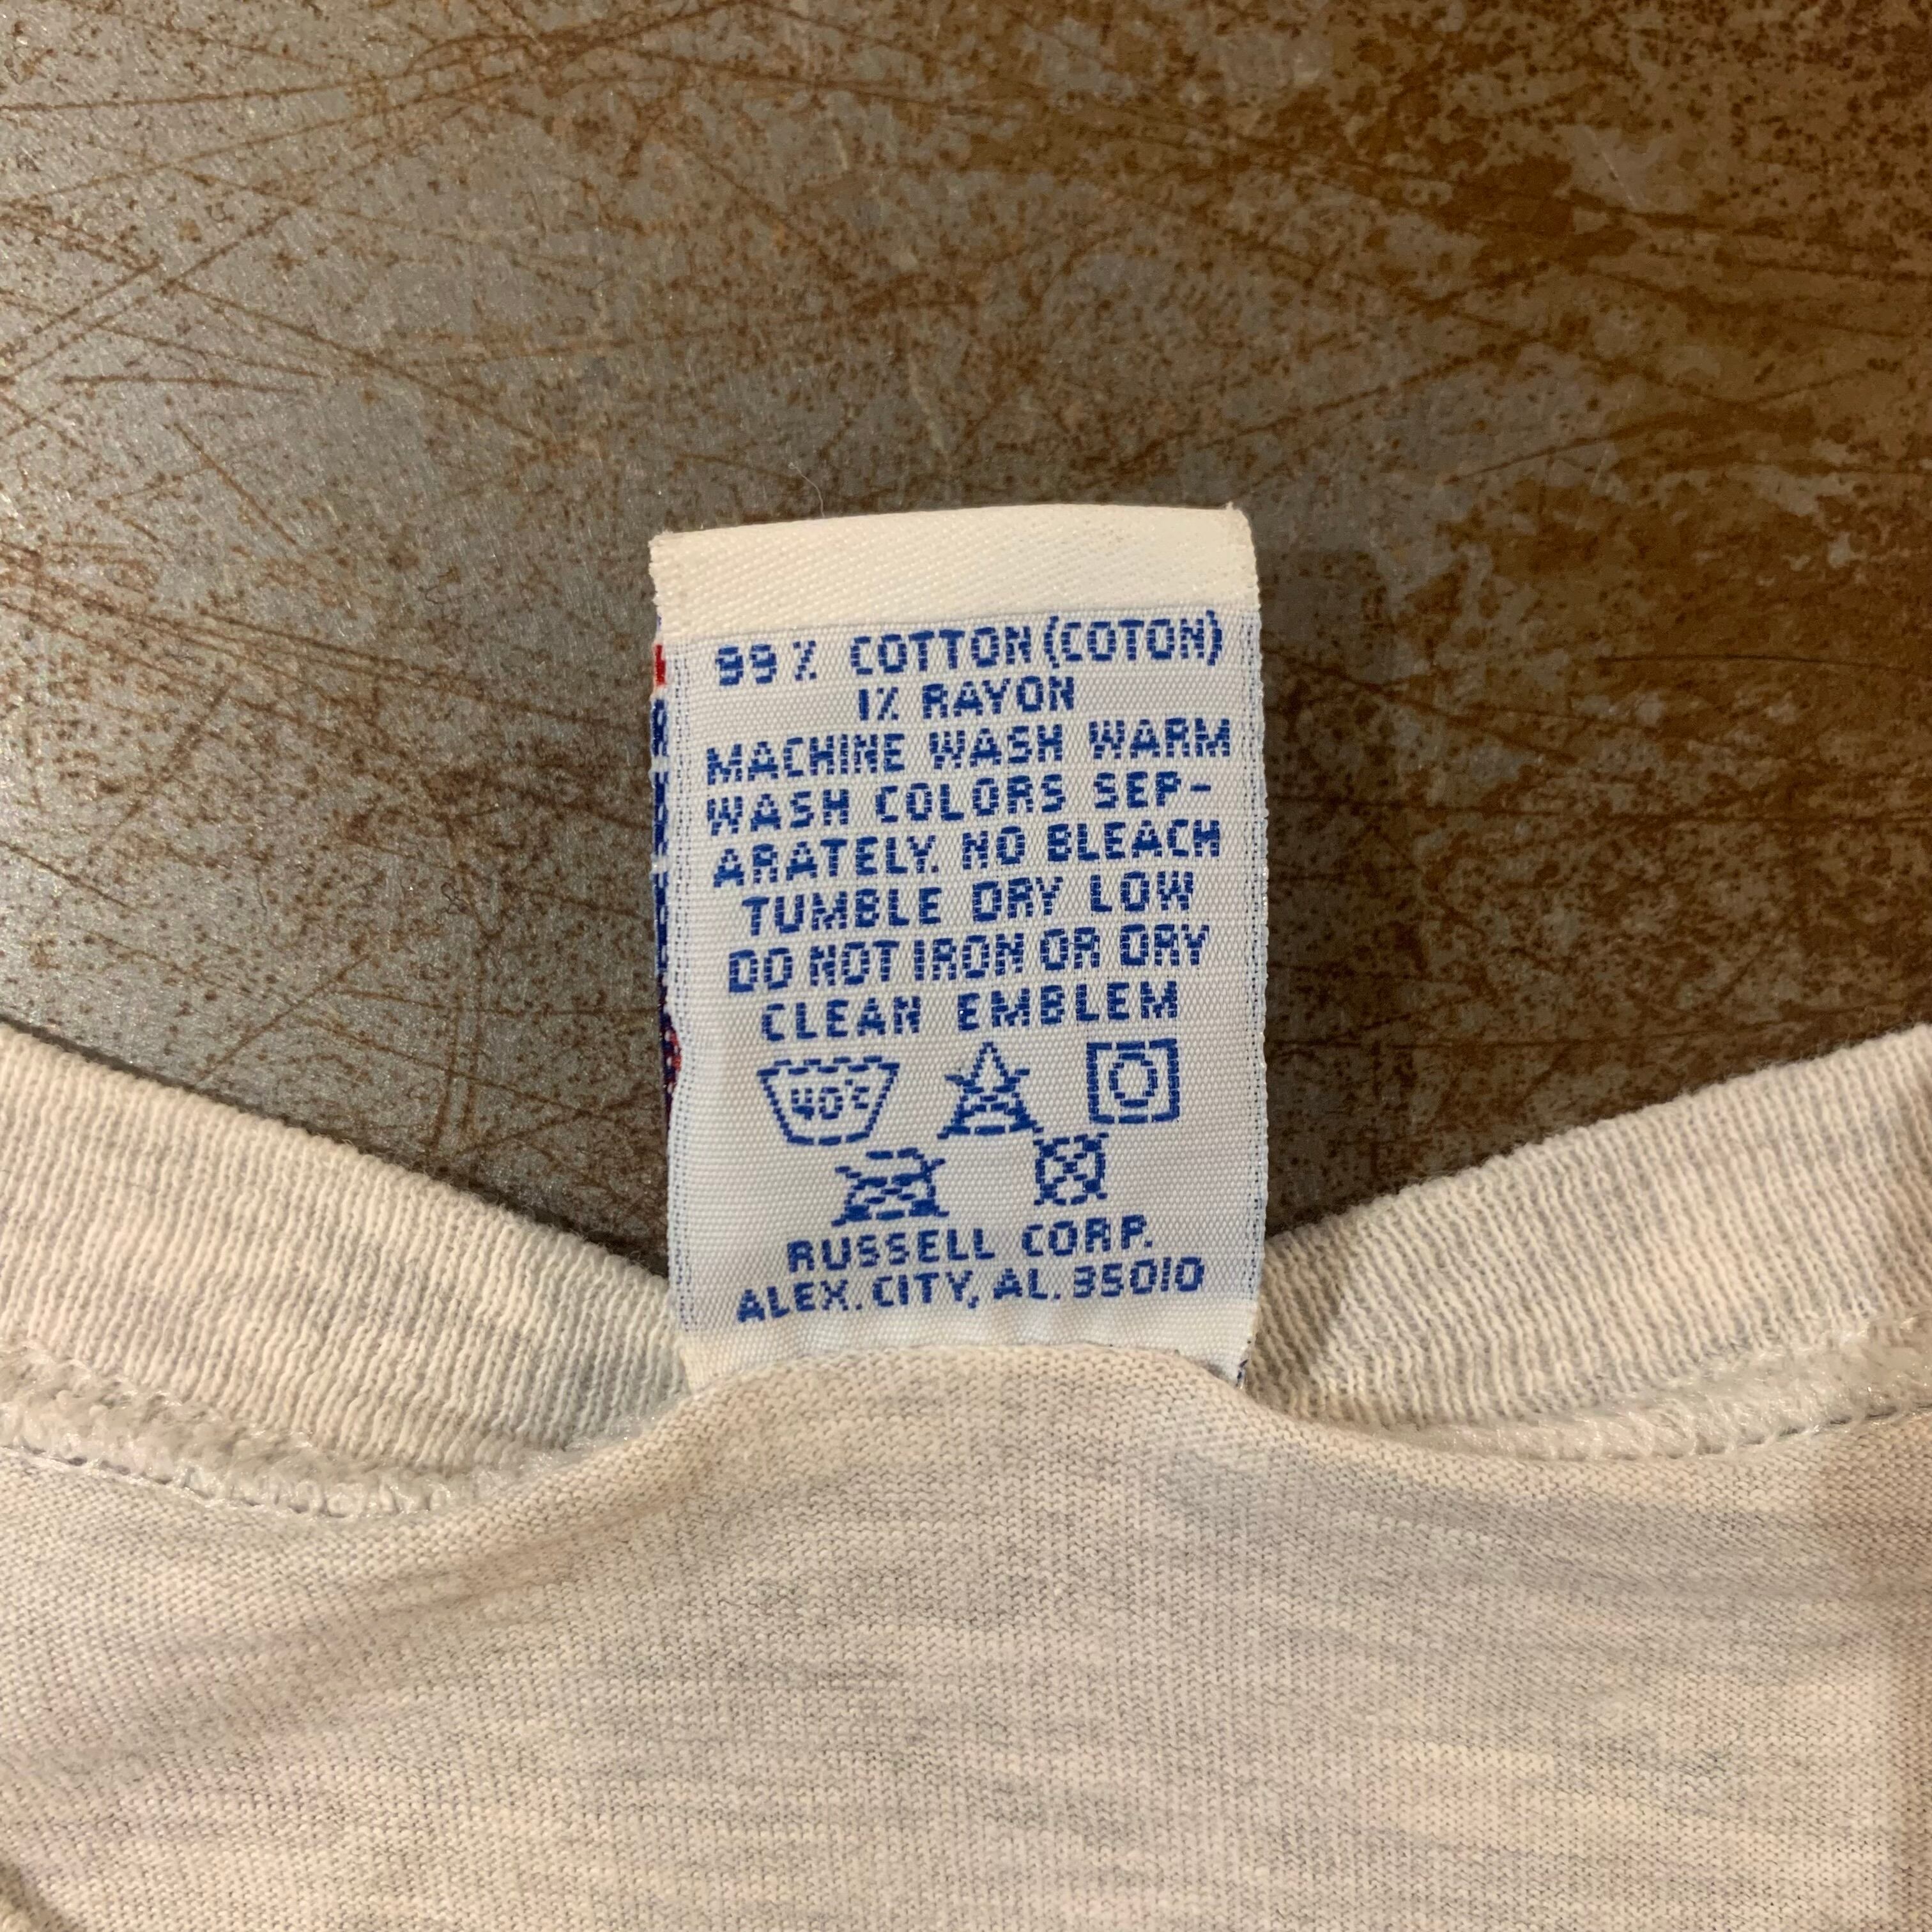 99% COTTON (COTON)
1% RAYON
MACHINE WASH WARM
WASH COLORS SEP-
ARATELY. NO BLEACH
TUMBLE DRY LOW
DO NOT IRON OR DRY
CLEAN EMBLEM
40°C
RUSSELL CORP.
ALEX. CITY, AL. 35010